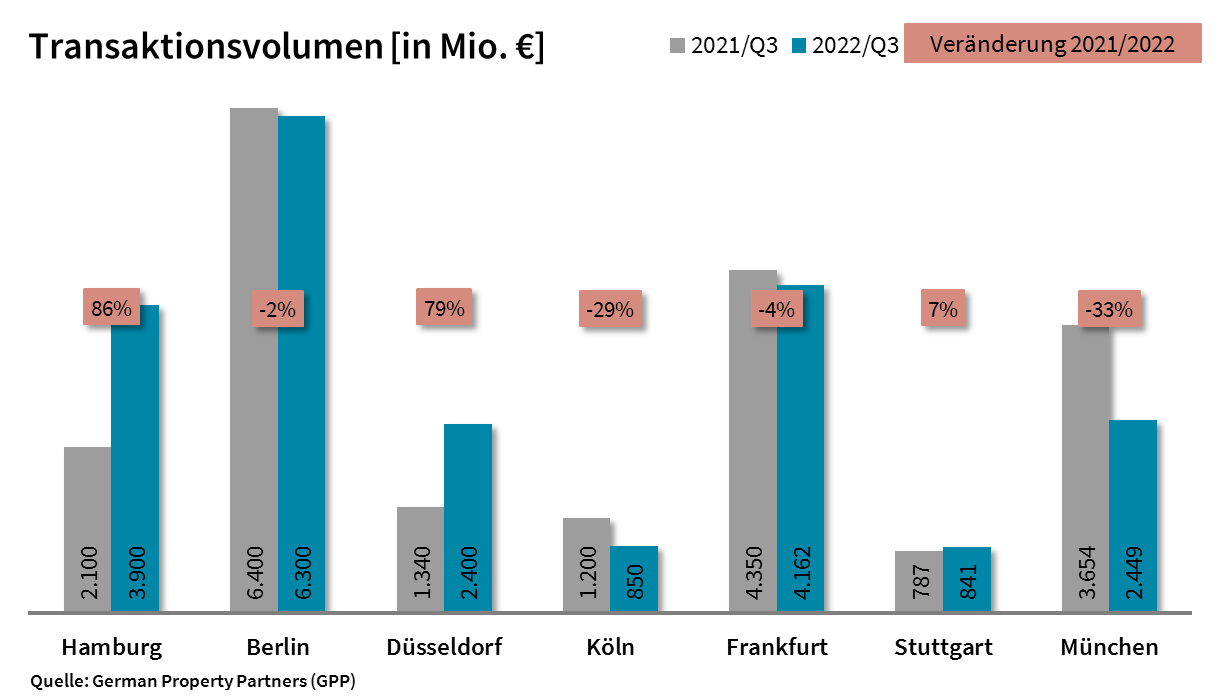 Transaktionsvolumen [in Mio. €]
2021/Q3 2022/Q3 Veränderung 2021/2022
86% -2% 79% -29% -4% 7% -33%
2.100 3.900 6.400 6.300 1.340 2.400 1.200 850 4.350 4.162 787 841 3.654 2.449
Hamburg Berlin Düsseldorf Köln Frankfurt Stuttgart München
Quelle: German Property Partners (GPP)